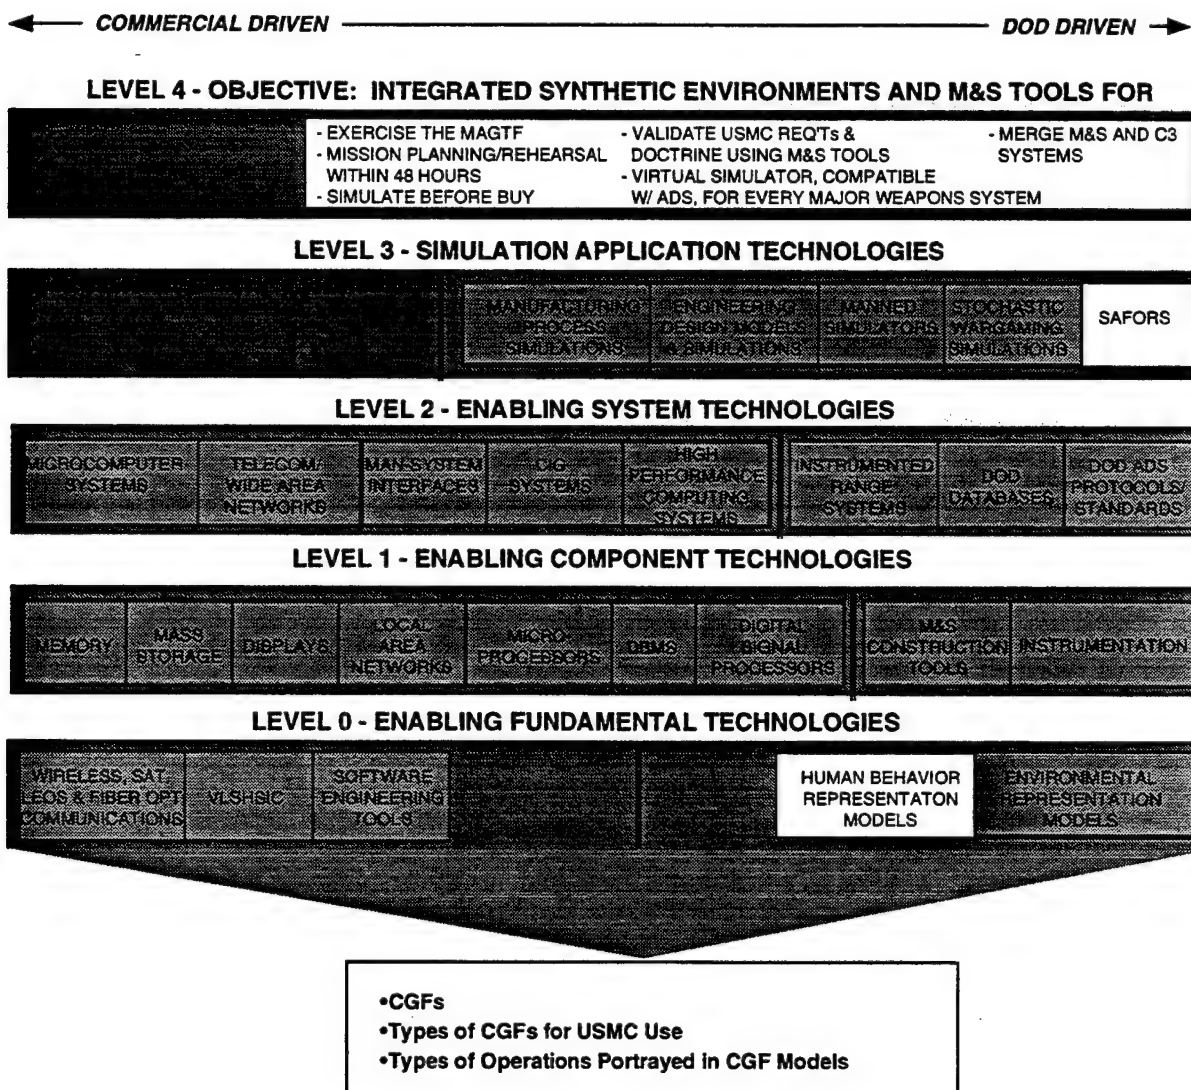 COMMERCIAL DRIVEN DOD DRIVEN
LEVEL 4 - OBJECTIVE: INTEGRATED SYNTHETIC ENVIRONMENTS AND M&S TOOLS FOR
- EXERCISE THE MAGTF
- MISSION PLANNING/REHEARSAL
WITHIN 48 HOURS
- SIMULATE BEFORE BUY
- VALIDATE USMC REQ'Ts &
DOCTRINE USING M&S TOOLS
- VIRTUAL SIMULATOR, COMPATIBLE
W/ ADS, FOR EVERY MAJOR WEAPONS SYSTEM
- MERGE M&S AND C3
SYSTEMS
LEVEL 3 - SIMULATION APPLICATION TECHNOLOGIES
MANUFACTURING
PROCESS
SIMULATIONS
ENGINEERING
DESIGN MODELS
& SIMULATIONS
MANNED
SIMULATORS
STOCHASTIC
WARGAMING
SIMULATIONS
SAFORS
LEVEL 2 - ENABLING SYSTEM TECHNOLOGIES
MICROCOMPUTER
SYSTEMS
TELECOM/
WIDE AREA
NETWORKS
MAN-SYSTEM
INTERFACES
CIG
SYSTEMS
HIGH
PERFORMANCE
COMPUTING
SYSTEMS
INSTRUMENTED
RANGE
SYSTEMS
DOD
DATABASES
DOD ADS
PROTOCOLS/
STANDARDS
LEVEL 1 - ENABLING COMPONENT TECHNOLOGIES
MEMORY
MASS
STORAGE
DISPLAYS
LOCAL
AREA
NETWORKS
MICRO-
PROCESSORS
DBMS
DIGITAL
SIGNAL
PROCESSORS
M&S
CONSTRUCTION
TOOLS
INSTRUMENTATION
LEVEL 0 - ENABLING FUNDAMENTAL TECHNOLOGIES
WIRELESS, SAT,
LEOS & FIBER OPT
COMMUNICATIONS
VLSHSIC
SOFTWARE
ENGINEERING
TOOLS
HUMAN BEHAVIOR
REPRESENTATON
MODELS
ENVIRONMENTAL
REPRESENTATION
MODELS
•CGFs
•Types of CGFs for USMC Use
•Types of Operations Portrayed in CGF Models